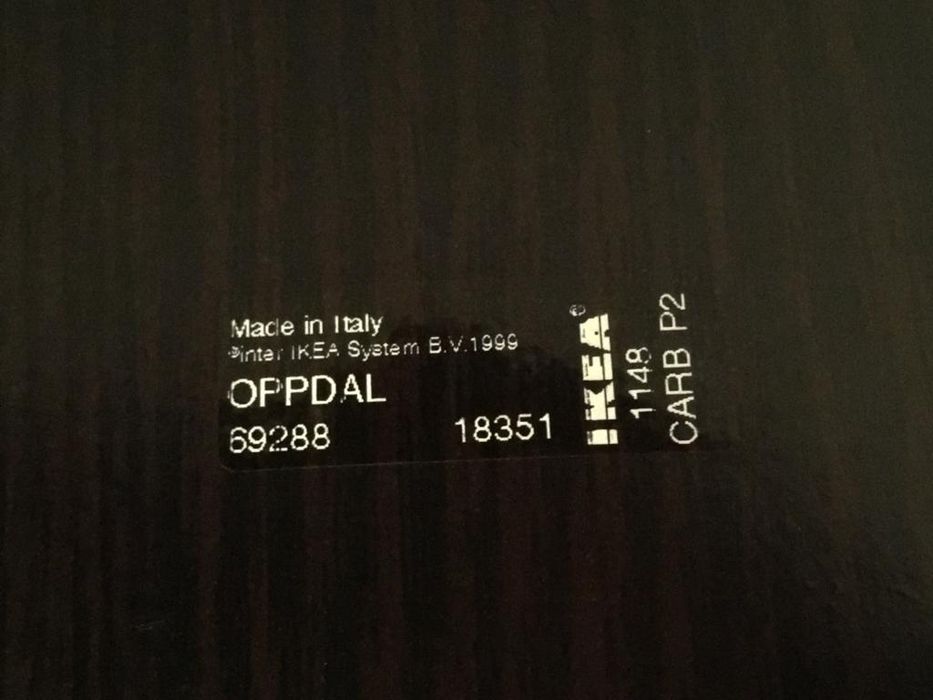 Made in Italy
©Inter IKEA System B.V.1999
OPPDAL
69288 18351
IKEA®
1148
CARB P2